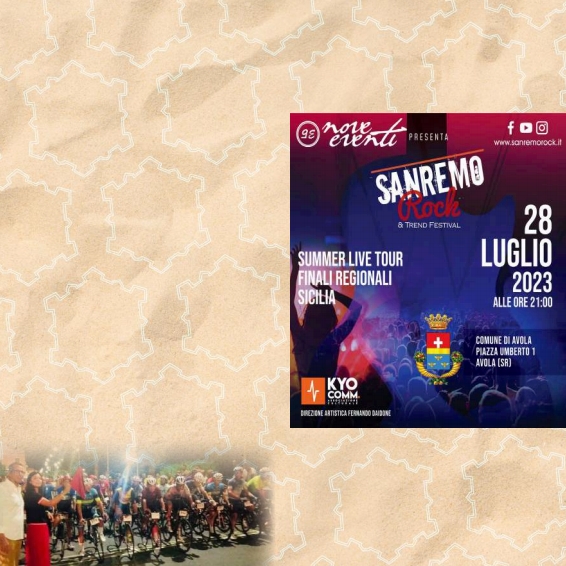 9E nove eventi PRESENTA
www.sanremorock.it
SANREMO
Rock
& TREND FESTIVAL
28
LUGLIO
2023
ALLE ORE 21:00
SUMMER LIVE TOUR
FINALI REGIONALI
SICILIA
COMUNE DI AVOLA
PIAZZA UMBERTO 1
AVOLA (SR)
KYO
COMM.
ASSOCIAZIONE
CULTURALE
DIREZIONE ARTISTICA FERNANDO DAIDONE